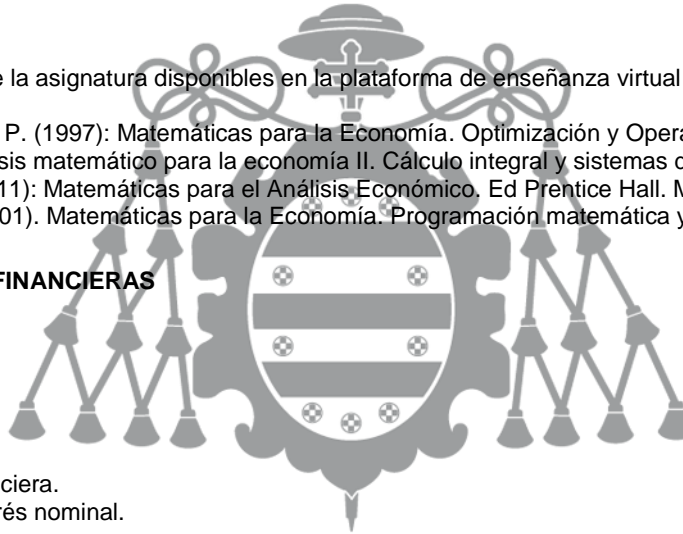 la asignatura disponibles en la plataforma de enseñanza virtual
P. (1997): Matemáticas para la Economía. Optimización y
matemático para la economía II. Cálculo integral y sistemas
11): Matemáticas para el Análisis Económico. Ed Prentice Hall.
01). Matemáticas para la Economía. Programación matemática y
FINANCIERAS
ciera.
rés nominal.